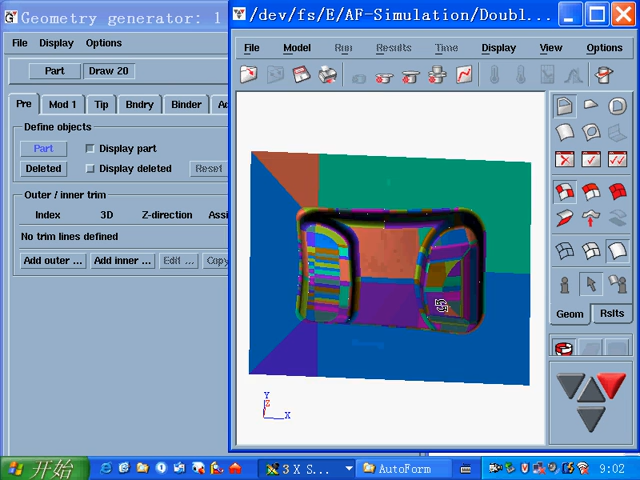 Geometry generator: 1
File Display Options
Part Draw 20
Pre Mod 1 Tip Bndry Binder
Define objects
Part Display part
Deleted Display deleted Reset
Outer / inner trim
Index 3D Z-direction
No trim lines defined
Add outer ... Add inner ... Edit ... Copy
/dev/fs/E/AF-Simulation/Doubl...
File Model Run Results Time Display View Options
Y
Z
X
Geom Rslts
开始 3 X S... AutoForm 9:02